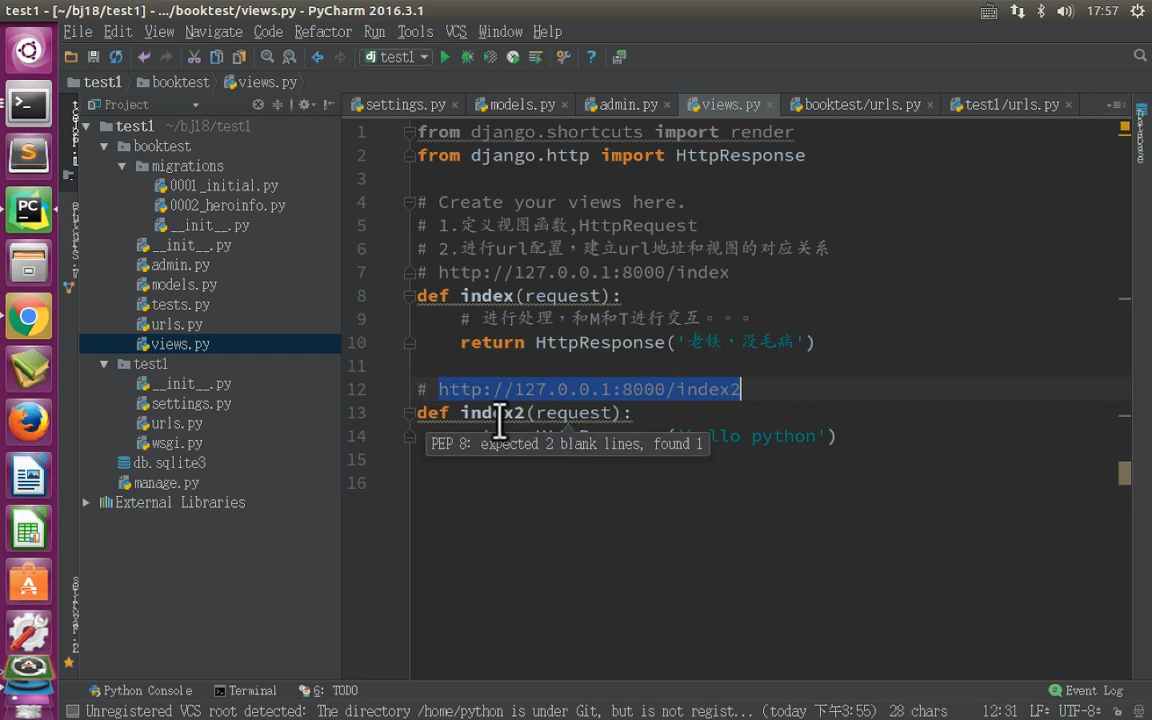 test1 - [~/bj18/test1] - .../booktest/views.py - PyCharm 2016.3.1
17:57
File Edit View Navigate Code Refactor Run Tools VCS Window Help
dj test1
test1 booktest views.py
Project
settings.py models.py admin.py views.py booktest/urls.py test1/urls.py
test1 ~/bj18/test1
booktest
migrations
0001_initial.py
0002_heroinfo.py
__init__.py
__init__.py
admin.py
models.py
tests.py
urls.py
views.py
test1
__init__.py
settings.py
urls.py
wsgi.py
db.sqlite3
manage.py
External Libraries
1 from django.shortcuts import render
2 from django.http import HttpResponse
3
4 # Create your views here.
5 # 1.定义视图函数,HttpRequest
6 # 2.进行url配置，建立url地址和视图的对应关系
7 # http://127.0.0.1:8000/index
8 def index(request):
9 # 进行处理，和M和T进行交互。。。
10 return HttpResponse('老铁，没毛病')
11
12 # http://127.0.0.1:8000/index2
13 def index2(request):
14 llo python')
PEP 8: expected 2 blank lines, found 1
15
16
Python Console Terminal 6: TODO Event Log
Unregistered VCS root detected: The directory /home/python is under Git, but is not regist... (today 下午3:55) 28 chars 12:31 LF÷ UTF-8÷